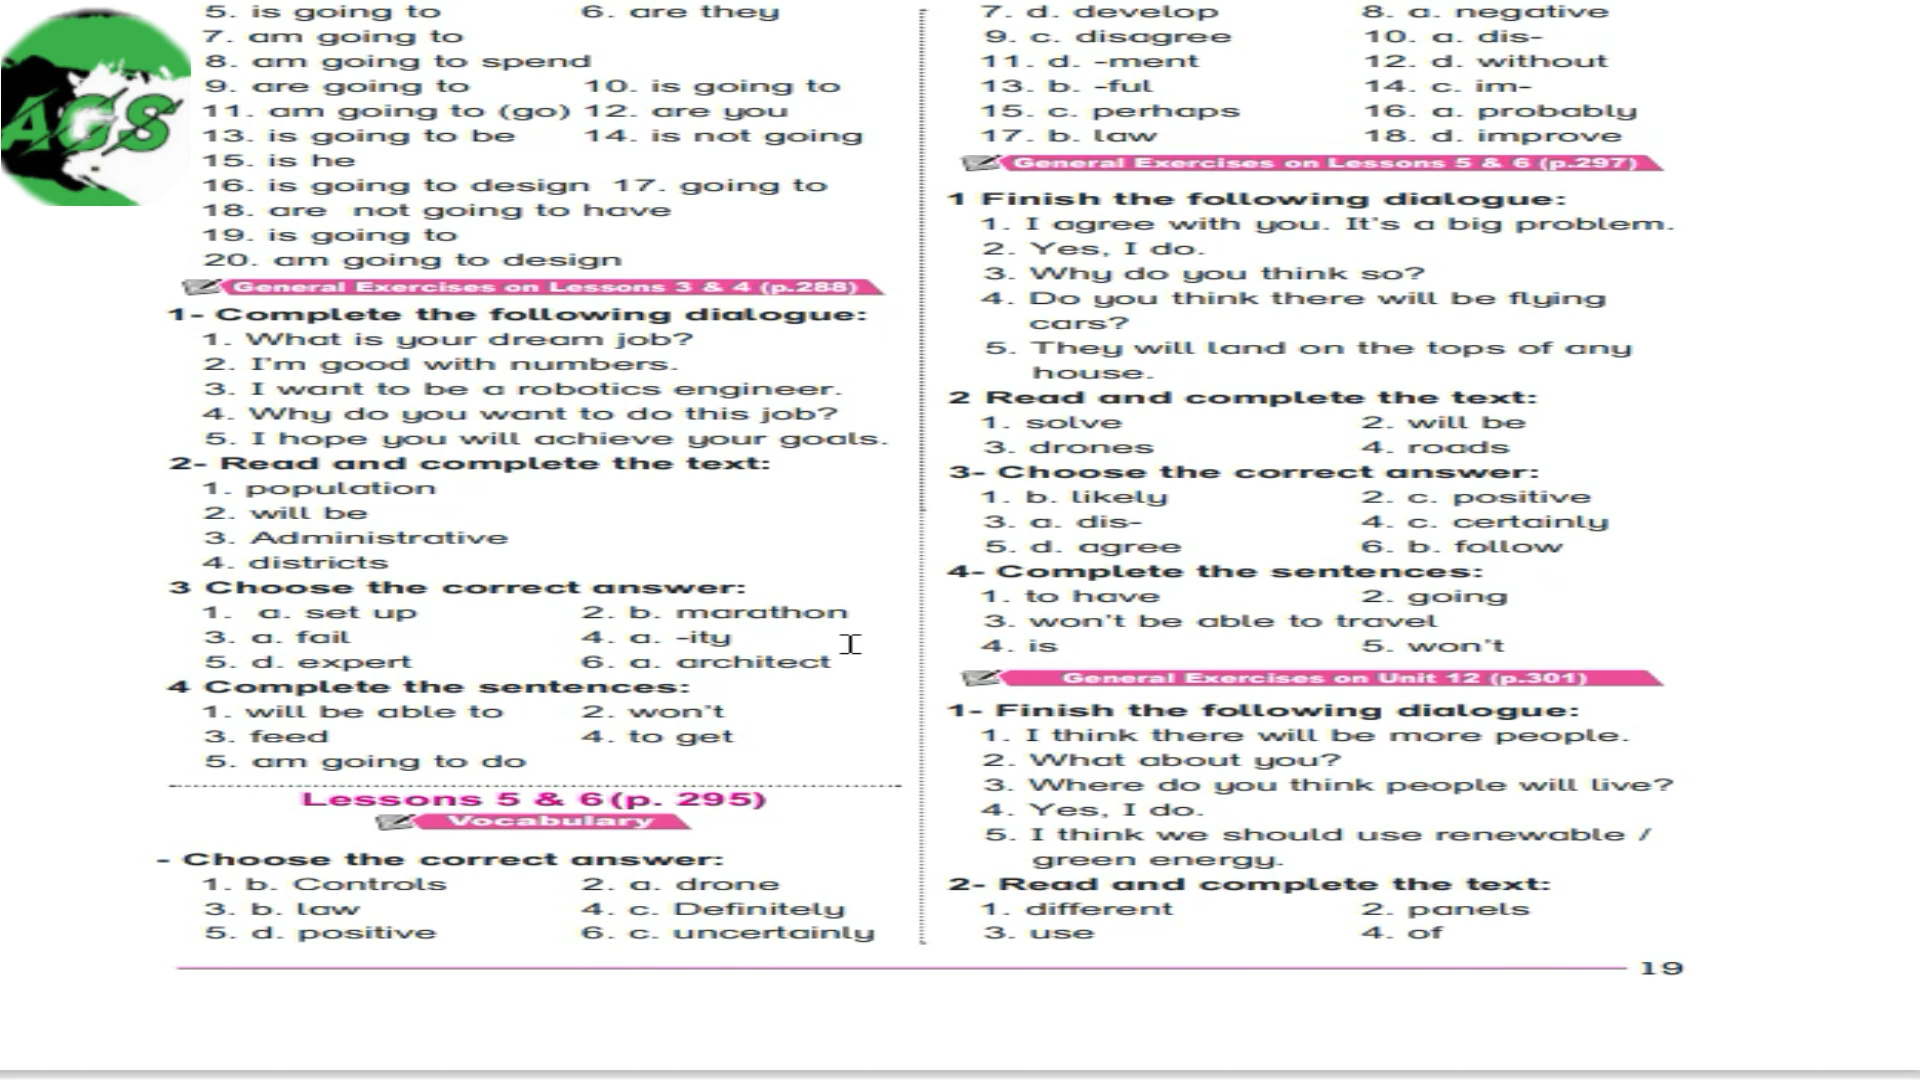 AGS
5. is going to 6. are they
7. am going to
8. am going to spend
9. are going to 10. is going to
11. am going to (go) 12. are you
13. is going to be 14. is not going
15. is he
16. is going to design 17. going to
18. are not going to have
19. is going to
20. am going to design
General Exercises on Lessons 3 & 4 (p.288)
1- Complete the following dialogue:
1. What is your dream job?
2. I'm good with numbers.
3. I want to be a robotics engineer.
4. Why do you want to do this job?
5. I hope you will achieve your goals.
2- Read and complete the text:
1. population
2. will be
3. Administrative
4. districts
3 Choose the correct answer:
1. a. set up 2. b. marathon
3. a. fail 4. a. -ity
5. d. expert 6. a. architect
4 Complete the sentences:
1. will be able to 2. won't
3. feed 4. to get
5. am going to do
Lessons 5 & 6 (p. 295)
Vocabulary
- Choose the correct answer:
1. b. Controls 2. a. drone
3. b. law 4. c. Definitely
5. d. positive 6. c. uncertainly
7. d. develop 8. a. negative
9. c. disagree 10. a. dis-
11. d. -ment 12. d. without
13. b. -ful 14. c. im-
15. c. perhaps 16. a. probably
17. b. law 18. d. improve
General Exercises on Lessons 5 & 6 (p.297)
1 Finish the following dialogue:
1. I agree with you. It's a big problem.
2. Yes, I do.
3. Why do you think so?
4. Do you think there will be flying
cars?
5. They will land on the tops of any
house.
2 Read and complete the text:
1. solve 2. will be
3. drones 4. roads
3- Choose the correct answer:
1. b. likely 2. c. positive
3. a. dis- 4. c. certainly
5. d. agree 6. b. follow
4- Complete the sentences:
1. to have 2. going
3. won't be able to travel
4. is 5. won't
General Exercises on Unit 12 (p.301)
1- Finish the following dialogue:
1. I think there will be more people.
2. What about you?
3. Where do you think people will live?
4. Yes, I do.
5. I think we should use renewable /
green energy.
2- Read and complete the text:
1. different 2. panels
3. use 4. of
19